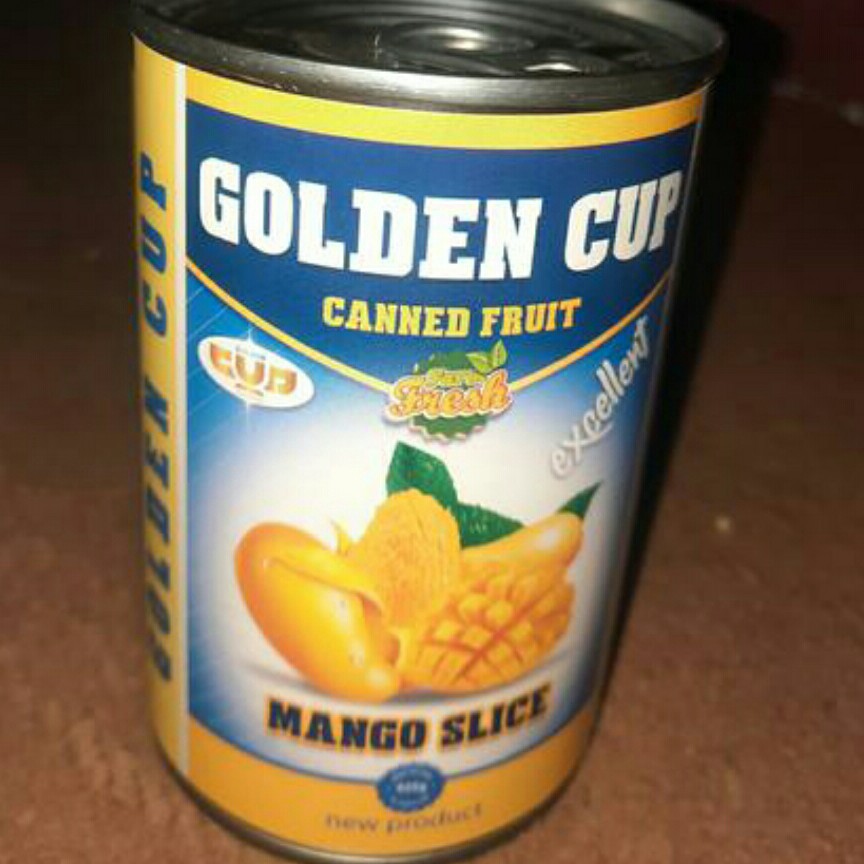 GOLDEN CUP
GOLDEN CUP
CANNED FRUIT
CUP
Fresh
excellent
MANGO SLICE
new product